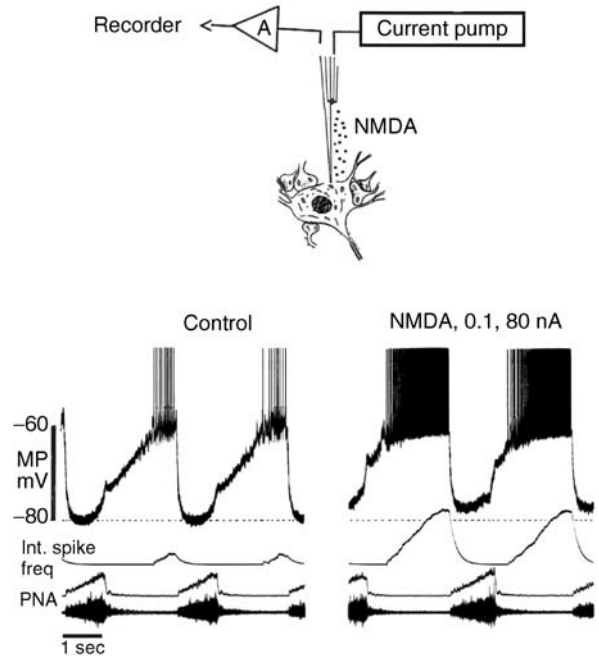 Recorder
A
Current pump
NMDA
Control
NMDA, 0.1, 80 nA
–60
MP
mV
–80
Int. spike
freq
PNA
1 sec